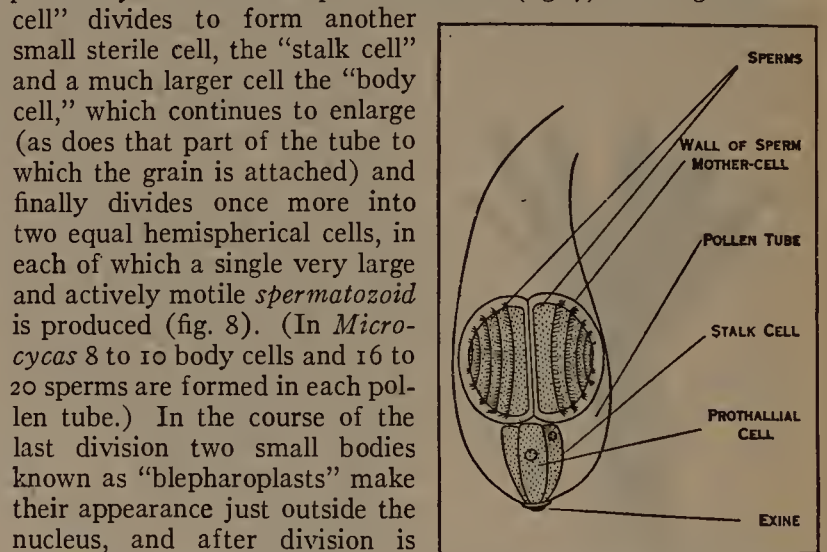 cell” divides to form another
small sterile cell, the “stalk cell”
and a much larger cell the “body
cell,” which continues to enlarge
(as does that part of the tube to
which the grain is attached) and
finally divides once more into
two equal hemispherical cells, in
each of which a single very large
and actively motile spermatozoid
is produced (fig. 8). (In Micro-
cycas 8 to 10 body cells and 16 to
20 sperms are formed in each pol-
len tube.) In the course of the
last division two small bodies
known as “blepharoplasts” make
their appearance just outside the
nucleus, and after division is
SPERMS
WALL OF SPERM
MOTHER-CELL
POLLEN TUBE
STALK CELL
PROTHALLIAL
CELL
EXINE